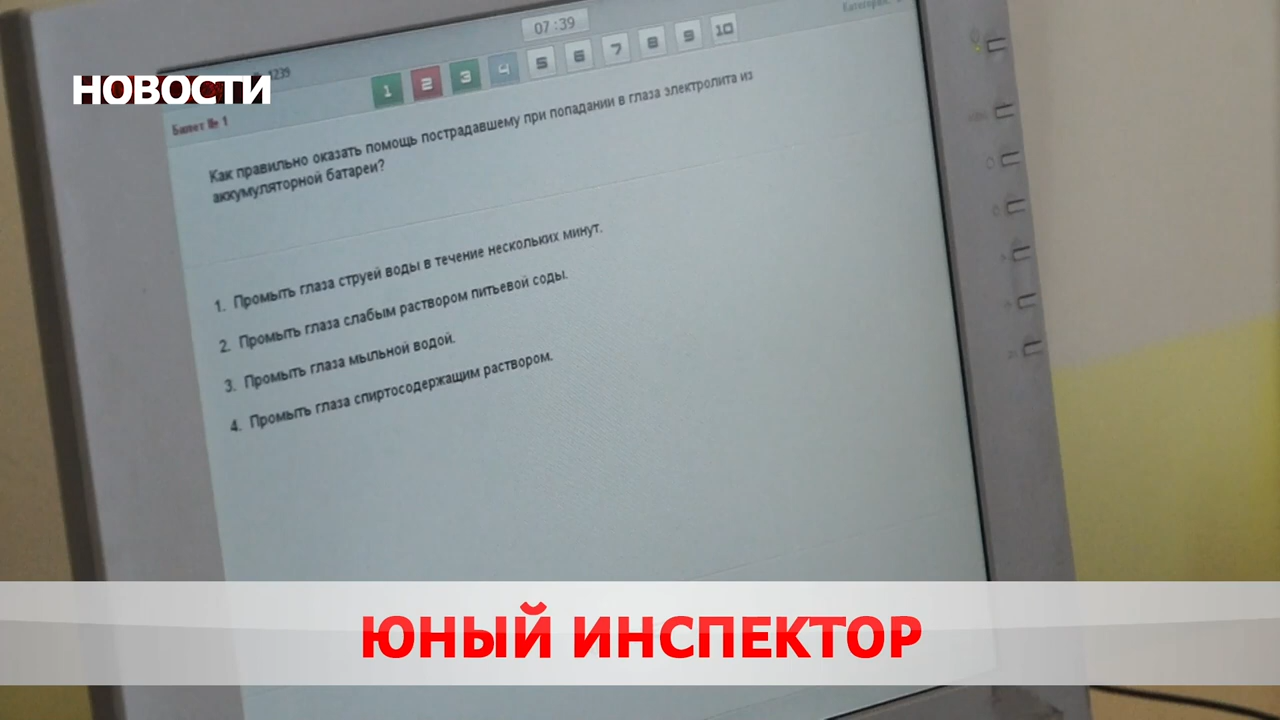 07:39
НОВОСТИ
1239
1 2 3 4 5 6 7 8 9 10
Билет № 1
Как правильно оказать помощь пострадавшему при попадании в глаза электролита из
аккумуляторной батареи?
1. Промыть глаза струей воды в течение нескольких минут.
2. Промыть глаза слабым раствором питьевой соды.
3. Промыть глаза мыльной водой.
4. Промыть глаза спиртосодержащим раствором.
ЮНЫЙ ИНСПЕКТОР